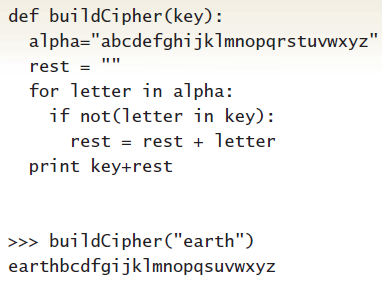 def buildCipher(key):
  alpha="abcdefghijklmnopqrstuvwxyz"
  rest = ""
  for letter in alpha:
    if not(letter in key):
      rest = rest + letter
  print key+rest
>>> buildCipher("earth")
earthbcdfgijklmnopqsuvwxyz